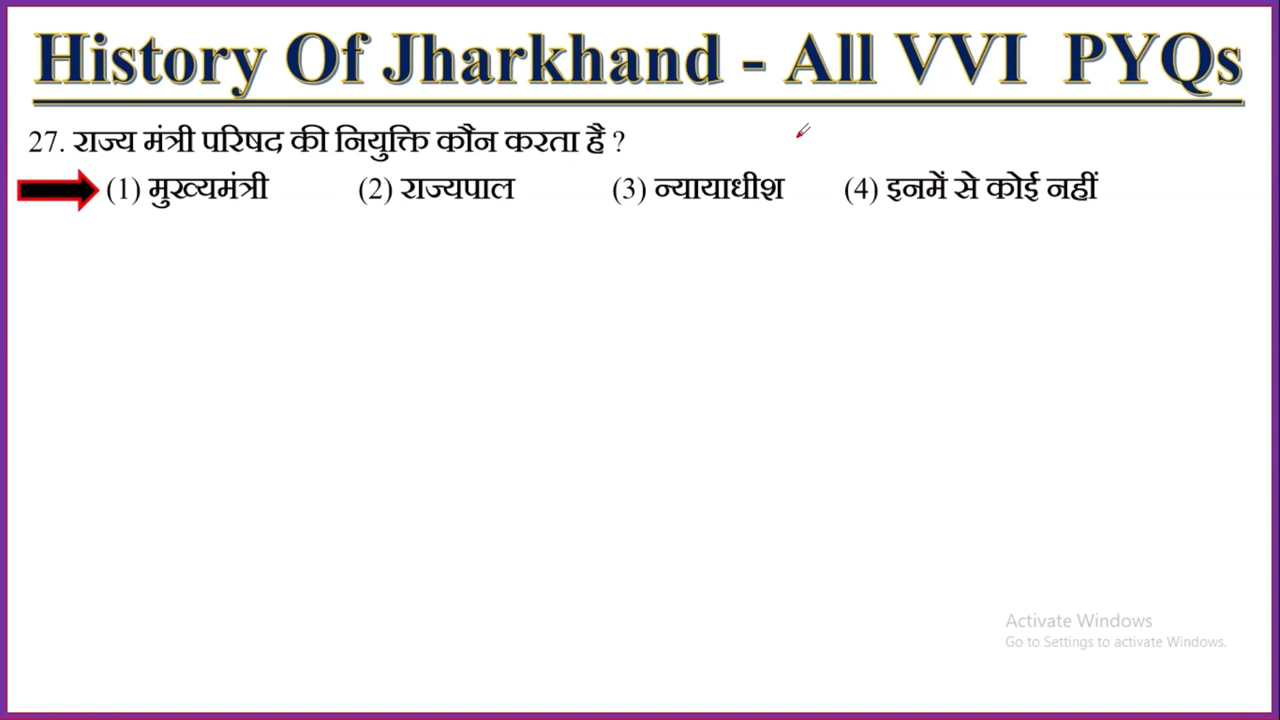 History Of Jharkhand - All VVI PYQs
27. राज्य मंत्री परिषद की नियुक्ति कौन करता है ?
(1) मुख्यमंत्री (2) राज्यपाल (3) न्यायाधीश (4) इनमें से कोई नहीं
Activate Windows
Go to Settings to activate Windows.